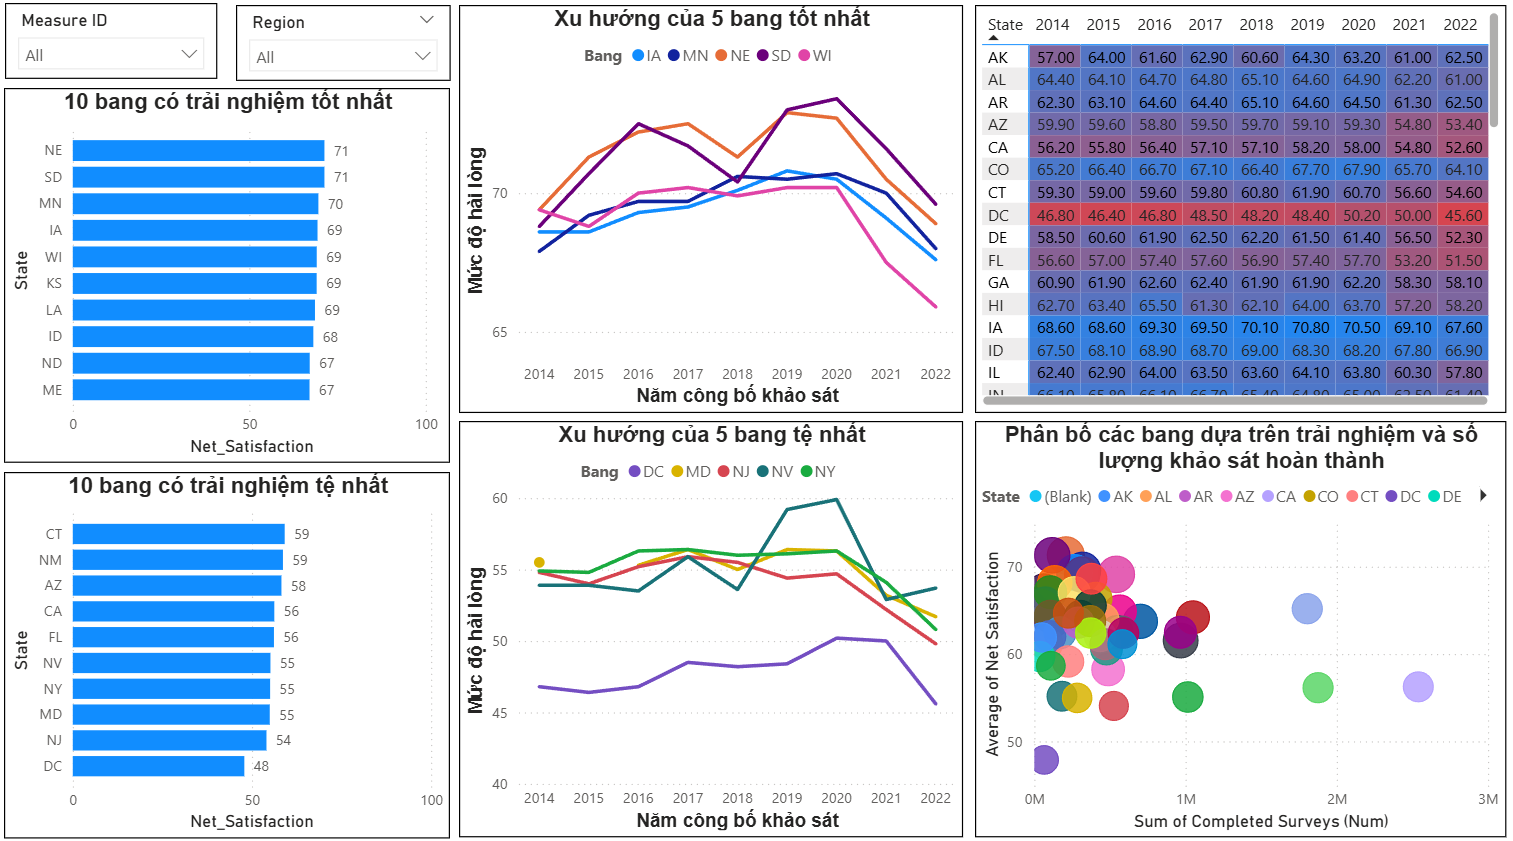 Measure ID
All
Region
All
10 bang có trải nghiệm tốt nhất
State
NE 71
SD 71
MN 70
IA 69
WI 69
KS 69
LA 69
ID 68
ND 67
ME 67
0 50 100
Net_Satisfaction
10 bang có trải nghiệm tệ nhất
State
CT 59
NM 59
AZ 58
CA 56
FL 56
NV 55
NY 55
MD 55
NJ 54
DC 48
0 50 100
Net_Satisfaction
Xu hướng của 5 bang tốt nhất
Bang IA MN NE SD WI
Mức độ hài lòng
70
65
2014 2015 2016 2017 2018 2019 2020 2021 2022
Năm công bố khảo sát
Xu hướng của 5 bang tệ nhất
Bang DC MD NJ NV NY
Mức độ hài lòng
60
55
50
45
40
2014 2015 2016 2017 2018 2019 2020 2021 2022
Năm công bố khảo sát
State 2014 2015 2016 2017 2018 2019 2020 2021 2022
AK 57.00 64.00 61.60 62.90 60.60 64.30 63.20 61.00 62.50
AL 64.40 64.10 64.70 64.80 65.10 64.60 64.90 62.20 61.00
AR 62.30 63.10 64.60 64.40 65.10 64.60 64.50 61.30 62.50
AZ 59.90 59.60 58.80 59.50 59.70 59.10 59.30 54.80 53.40
CA 56.20 55.80 56.40 57.10 57.10 58.20 58.00 54.80 52.60
CO 65.20 66.40 66.70 67.10 66.40 67.70 67.90 65.70 64.10
CT 59.30 59.00 59.60 59.80 60.80 61.90 60.70 56.60 54.60
DC 46.80 46.40 46.80 48.50 48.20 48.40 50.20 50.00 45.60
DE 58.50 60.60 61.90 62.50 62.20 61.50 61.40 56.50 52.30
FL 56.60 57.00 57.40 57.60 56.90 57.40 57.70 53.20 51.50
GA 60.90 61.90 62.60 62.40 61.90 61.90 62.20 58.30 58.10
HI 62.70 63.40 65.50 61.30 62.10 64.00 63.70 57.20 58.20
IA 68.60 68.60 69.30 69.50 70.10 70.80 70.50 69.10 67.60
ID 67.50 68.10 68.90 68.70 69.00 68.30 68.20 67.80 66.90
IL 62.40 62.90 64.00 63.50 63.60 64.10 63.80 60.30 57.80
Phân bố các bang dựa trên trải nghiệm và số
lượng khảo sát hoàn thành
State (Blank) AK AL AR AZ CA CO CT DC DE
Average of Net Satisfaction
70
60
50
0M 1M 2M 3M
Sum of Completed Surveys (Num)